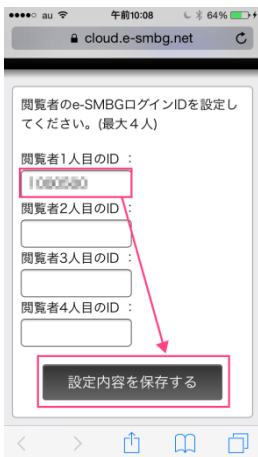 au 午前10:08 64%
cloud.e-smbg.net
閲覧者のe-SMBGログインIDを設定し
てください。(最大４人)
閲覧者1人目のID ：
閲覧者2人目のID ：
閲覧者3人目のID ：
閲覧者4人目のID ：
設定内容を保存する